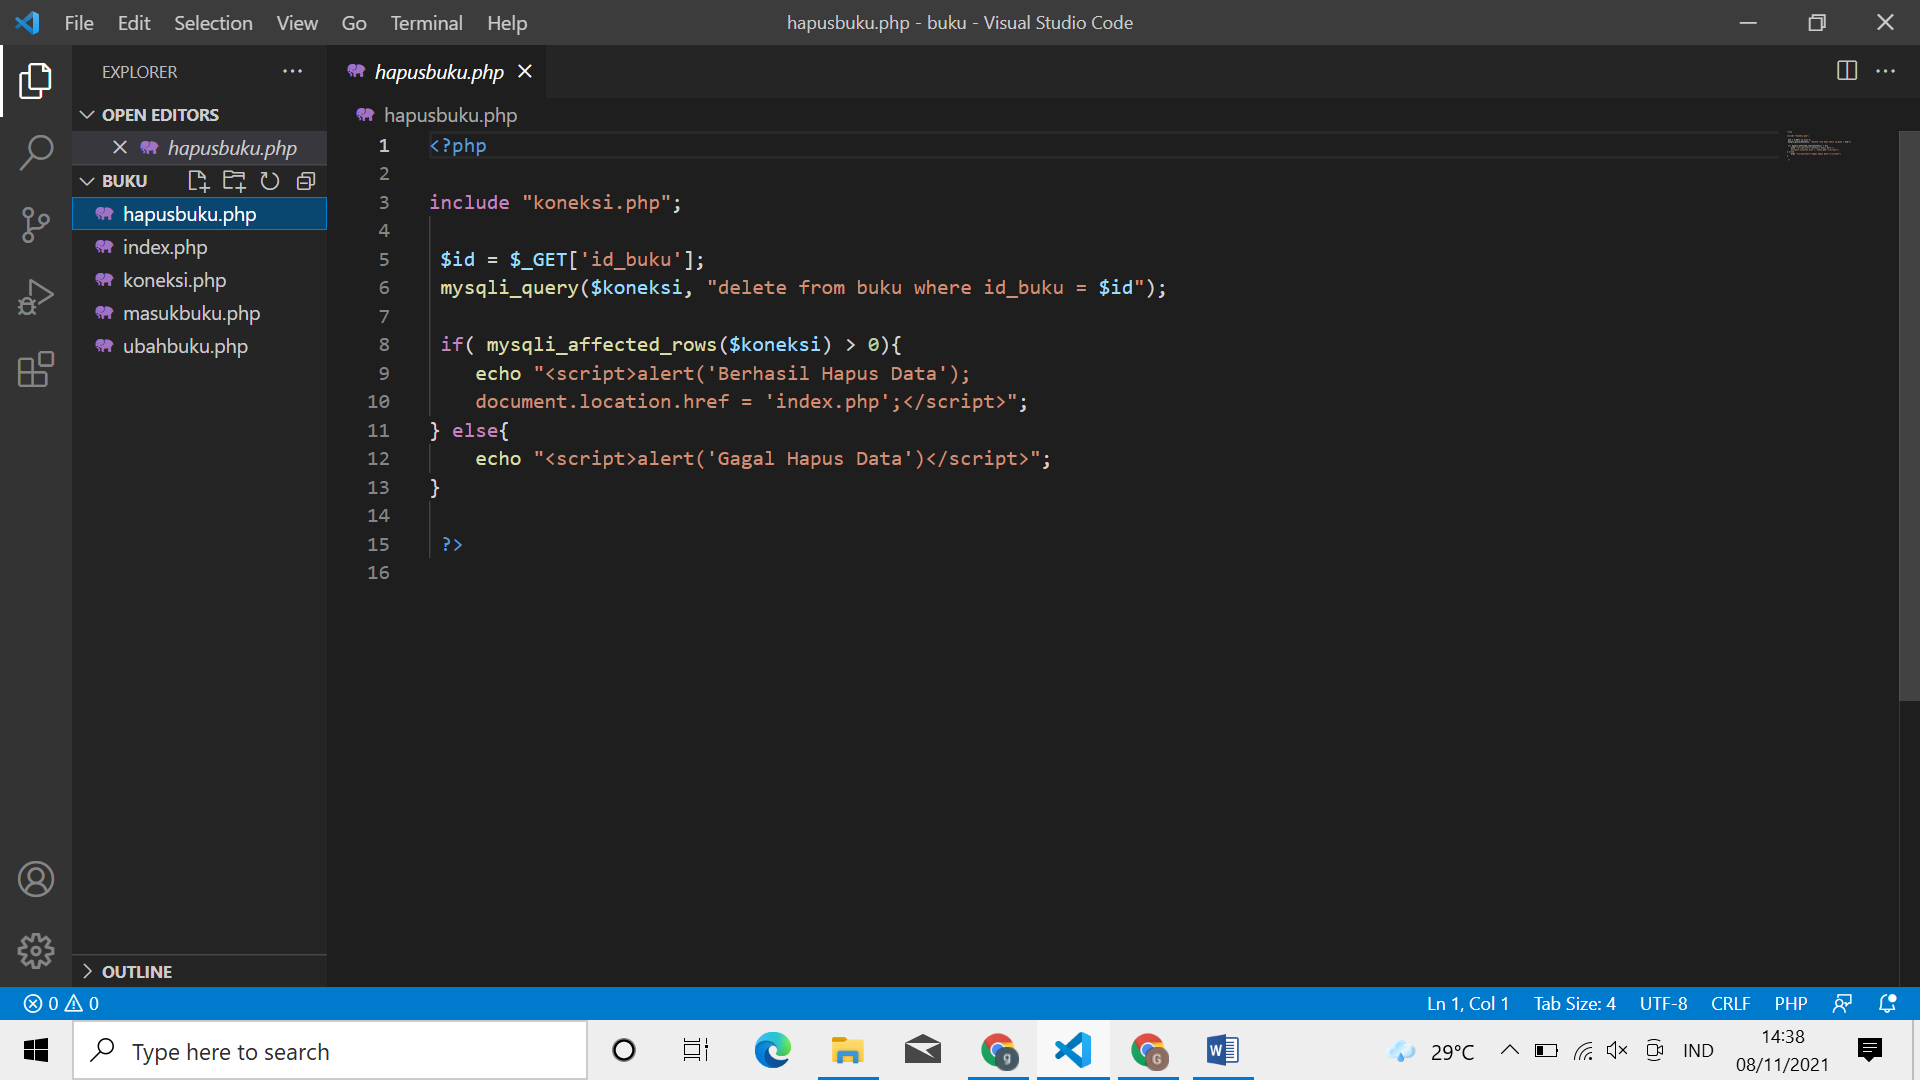 File Edit Selection View Go Terminal Help
hapusbuku.php - buku - Visual Studio Code
EXPLORER
OPEN EDITORS
hapusbuku.php
BUKU
hapusbuku.php
index.php
koneksi.php
masukbuku.php
ubahbuku.php
OUTLINE
hapusbuku.php
hapusbuku.php
1 <?php
2
3 include "koneksi.php";
4
5 $id = $_GET['id_buku'];
6 mysqli_query($koneksi, "delete from buku where id_buku = $id");
7
8 if( mysqli_affected_rows($koneksi) > 0){
9 echo "<script>alert('Berhasil Hapus Data');
10 document.location.href = 'index.php';</script>";
11 } else{
12 echo "<script>alert('Gagal Hapus Data')</script>";
13 }
14
15 ?>
16
0 0
Ln 1, Col 1 Tab Size: 4 UTF-8 CRLF PHP
Type here to search
29°C
IND
14:38
08/11/2021